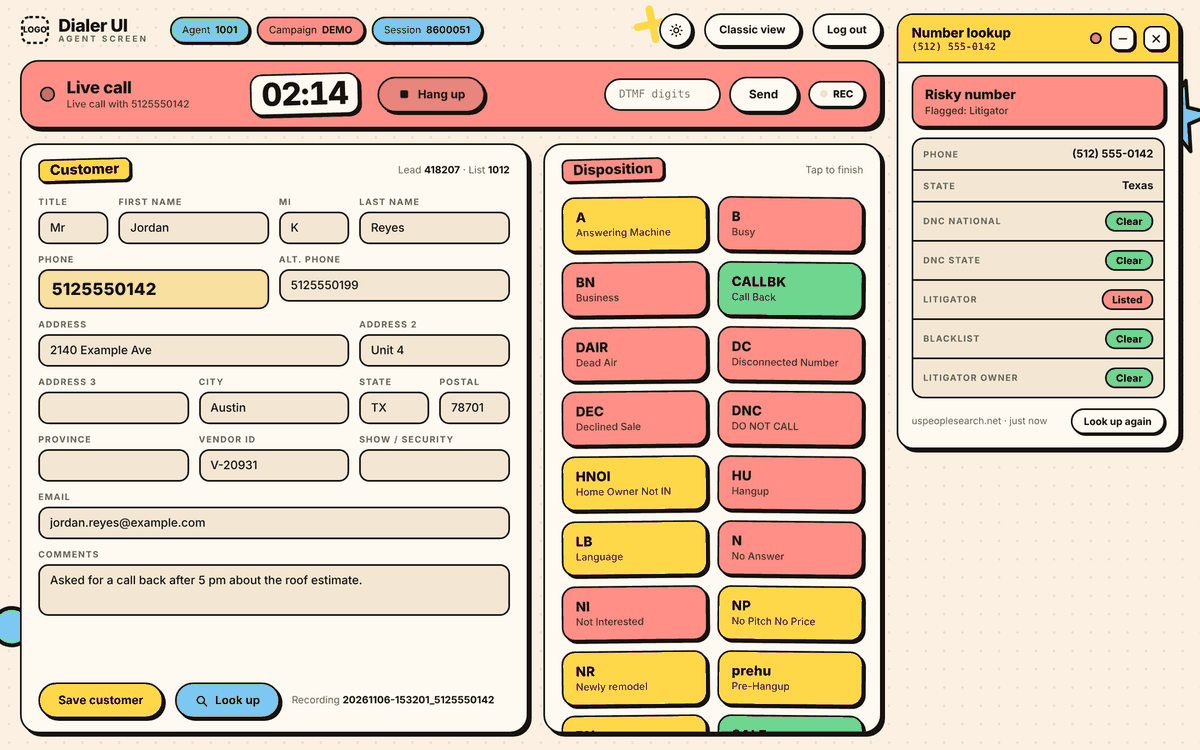 LOGO
Dialer UI
AGENT SCREEN
Agent 1001
Campaign DEMO
Session 8600051
Classic view
Log out
Live call
Live call with 5125550142
02:14
Hang up
DTMF digits
Send
REC
Customer
Lead 418207 · List 1012
TITLE
FIRST NAME
MI
LAST NAME
Mr
Jordan
K
Reyes
PHONE
ALT. PHONE
5125550142
5125550199
ADDRESS
ADDRESS 2
2140 Example Ave
Unit 4
ADDRESS 3
CITY
STATE
POSTAL
Austin
TX
78701
PROVINCE
VENDOR ID
SHOW / SECURITY
V-20931
EMAIL
jordan.reyes@example.com
COMMENTS
Asked for a call back after 5 pm about the roof estimate.
Save customer
Look up
Recording 20261106-153201_5125550142
Disposition
Tap to finish
A
Answering Machine
B
Busy
BN
Business
CALLBK
Call Back
DAIR
Dead Air
DC
Disconnected Number
DEC
Declined Sale
DNC
DO NOT CALL
HNOI
Home Owner Not IN
HU
Hangup
LB
Language
N
No Answer
NI
Not Interested
NP
No Pitch No Price
NR
Newly remodel
prehu
Pre-Hangup
Number lookup
(512) 555-0142
Risky number
Flagged: Litigator
PHONE
(512) 555-0142
STATE
Texas
DNC NATIONAL
Clear
DNC STATE
Clear
LITIGATOR
Listed
BLACKLIST
Clear
LITIGATOR OWNER
Clear
uspeoplesearch.net · just now
Look up again